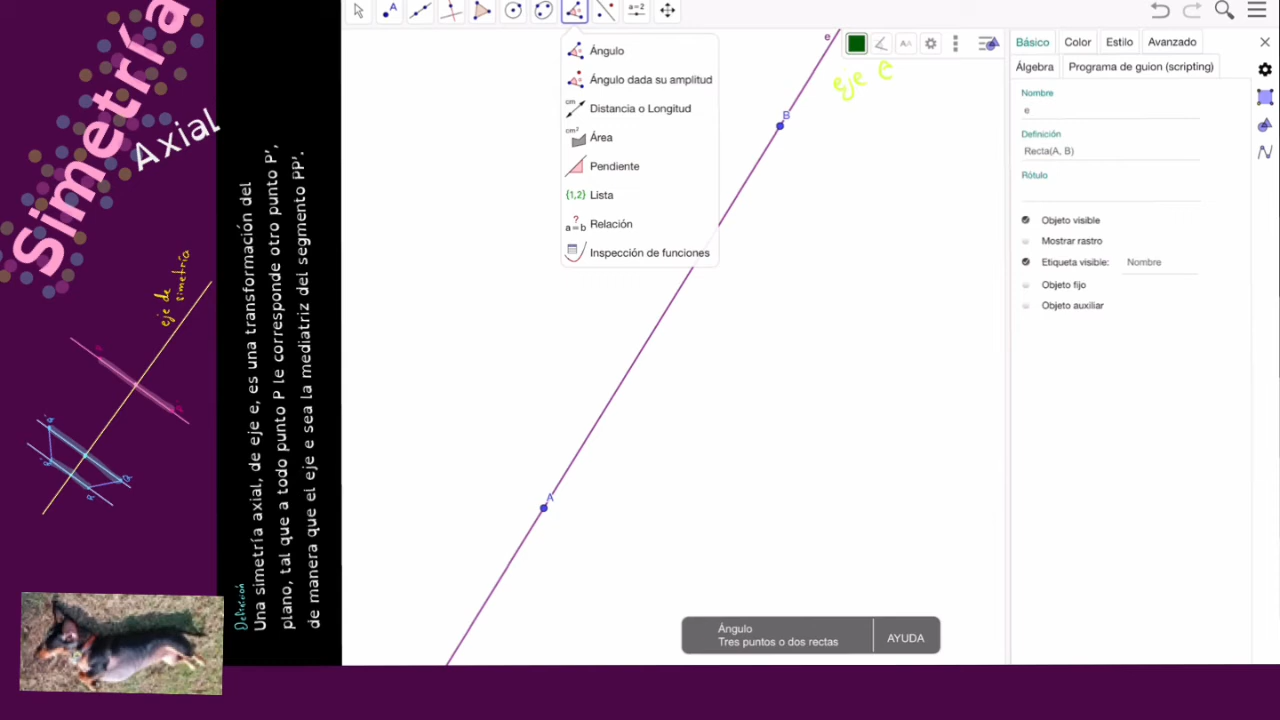 Simetría
Axial
eje de
simetría
Definición
Una simetría axial, de eje e, es una transformación del
plano, tal que a todo punto P le corresponde otro punto P',
de manera que el eje e sea la mediatriz del segmento PP'.
A
a=2
Ángulo
Ángulo dada su amplitud
cm
Distancia o Longitud
cm²
Área
Pendiente
{1,2} Lista
?
a=b
Relación
Inspección de funciones
e
eje e
B
A
AA
Ángulo
Tres puntos o dos rectas
AYUDA
Básico Color Estilo Avanzado
Álgebra Programa de guion (scripting)
Nombre
e
Definición
Recta(A, B)
Rótulo
Objeto visible
Mostrar rastro
Etiqueta visible: Nombre
Objeto fijo
Objeto auxiliar